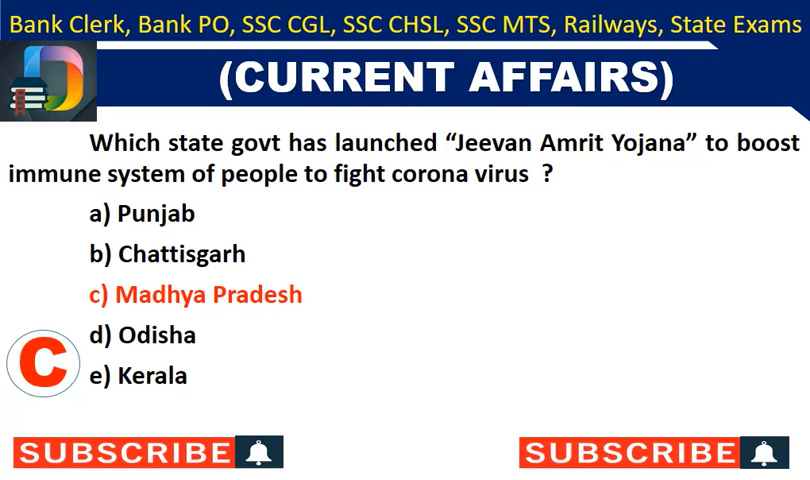 Bank Clerk, Bank PO, SSC CGL, SSC CHSL, SSC MTS, Railways, State Exams
(CURRENT AFFAIRS)
Which state govt has launched “Jeevan Amrit Yojana” to boost
immune system of people to fight corona virus ?
a) Punjab
b) Chattisgarh
c) Madhya Pradesh
d) Odisha
e) Kerala
C
SUBSCRIBE
SUBSCRIBE